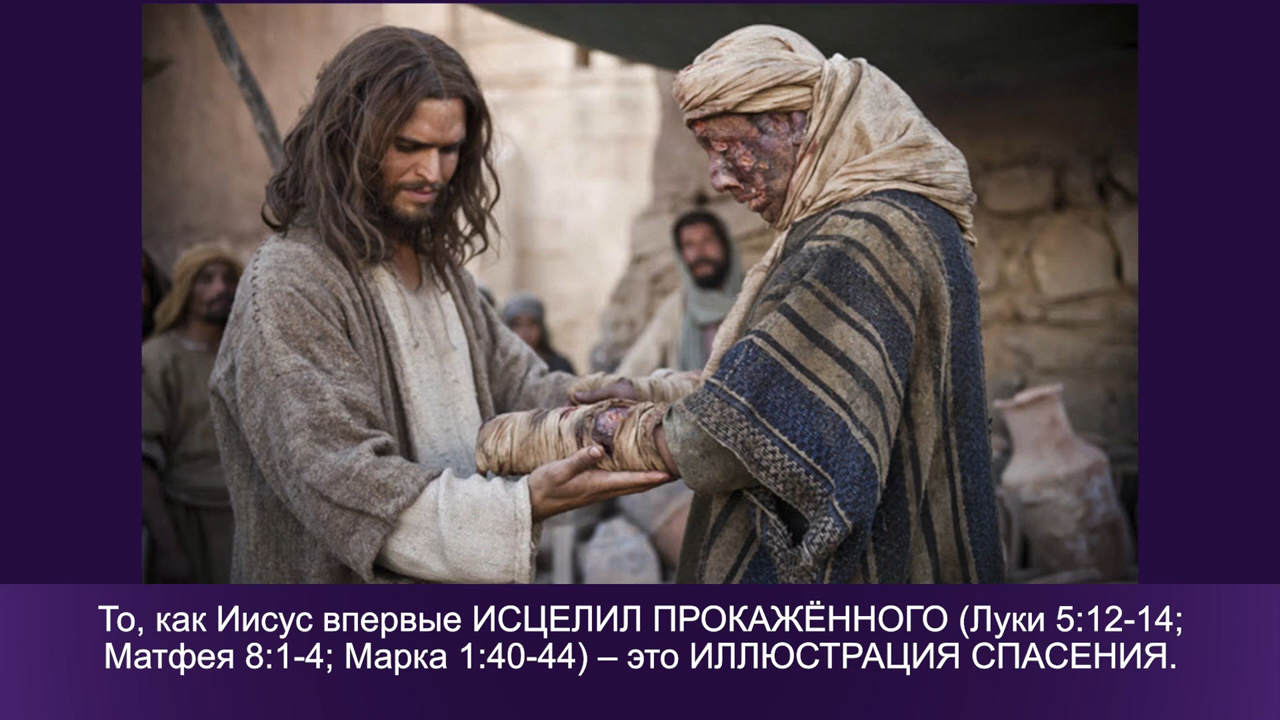 То, как Иисус впервые ИСЦЕЛИЛ ПРОКАЖЁННОГО (Луки 5:12-14;
Матфея 8:1-4; Марка 1:40-44) – это ИЛЛЮСТРАЦИЯ СПАСЕНИЯ.